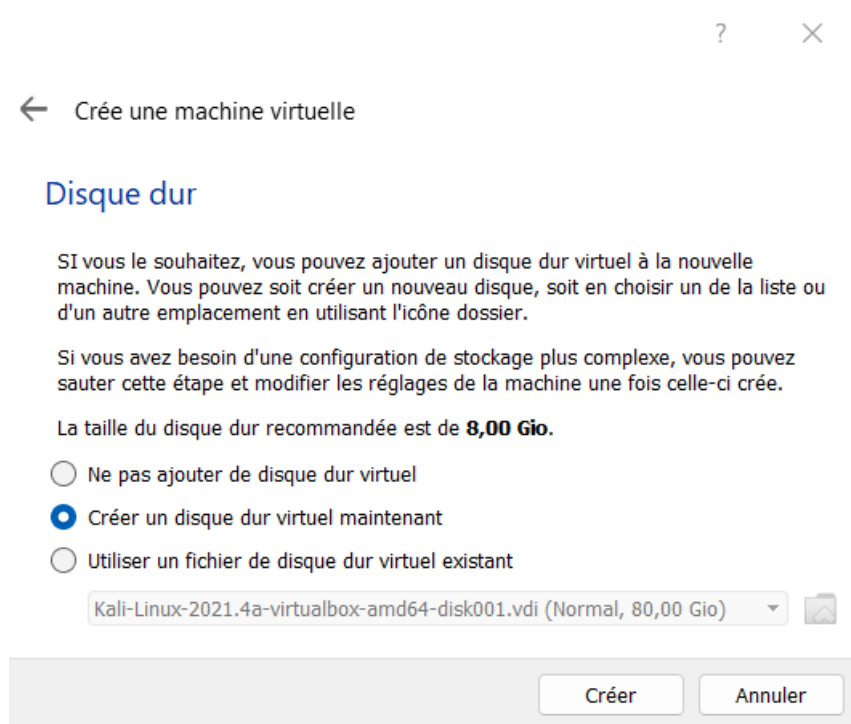 ?
Crée une machine virtuelle
Disque dur
SI vous le souhaitez, vous pouvez ajouter un disque dur virtuel à la nouvelle
machine. Vous pouvez soit créer un nouveau disque, soit en choisir un de la liste ou
d'un autre emplacement en utilisant l'icône dossier.
Si vous avez besoin d'une configuration de stockage plus complexe, vous pouvez
sauter cette étape et modifier les réglages de la machine une fois celle-ci crée.
La taille du disque dur recommandée est de 8,00 Gio.
Ne pas ajouter de disque dur virtuel
Créer un disque dur virtuel maintenant
Utiliser un fichier de disque dur virtuel existant
Kali-Linux-2021.4a-virtualbox-amd64-disk001.vdi (Normal, 80,00 Gio)
Créer
Annuler